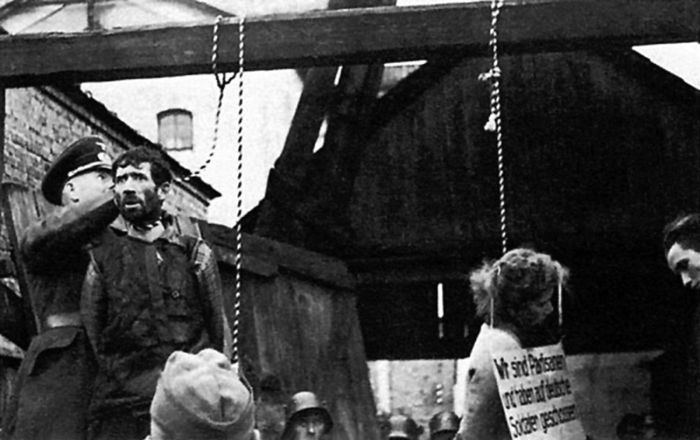 Wir sind Partisanen
und haben auf deutsche
Soldaten geschossen